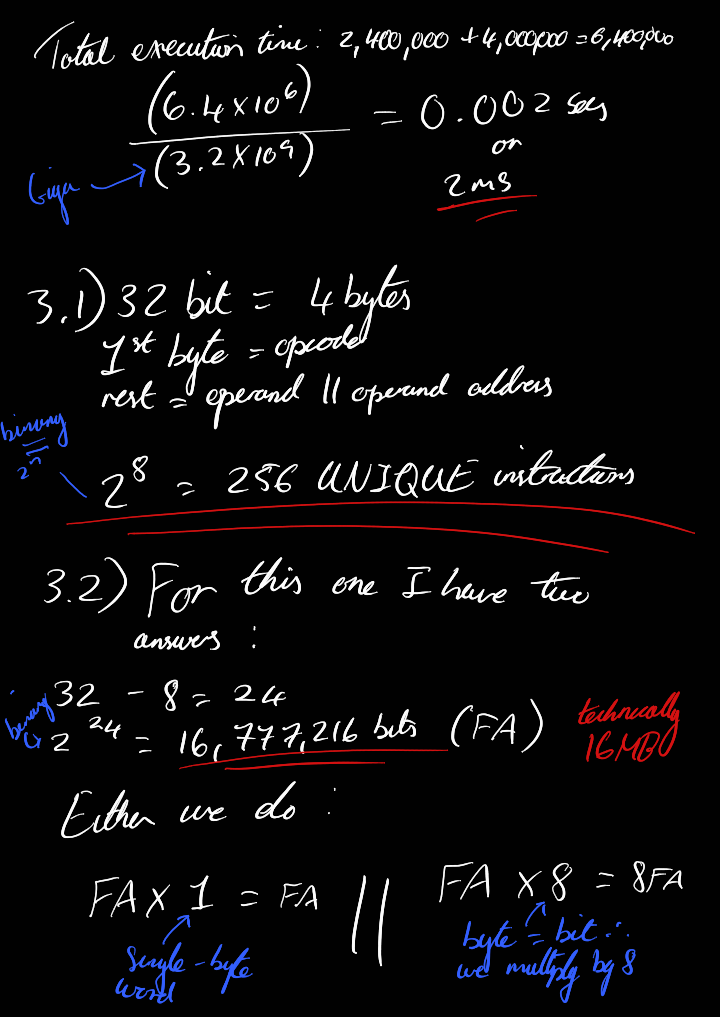 Total execution time: 2,400,000 + 4,000,000 = 6,400,000
(6.4 x 10^6)
(3.2 x 10^9)
= 0.002 secs
or
2 ms
Giga
3.1) 32 bit = 4 bytes
1st byte = opcode
rest = operand || operand address
binary
2^n
2^8 = 256 UNIQUE instructions
3.2) For this one I have two
answers :
32 - 8 = 24
binary
2^24 = 16,777,216 bits (FA)
technically
16MB
Either we do :
FA x 1 = FA || FA x 8 = 8FA
single-byte
word
byte = bit ∴
we multiply by 8